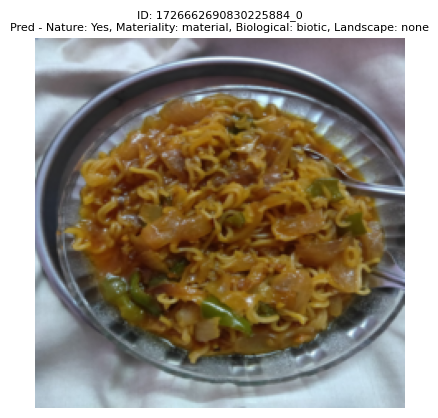 ID: 1726662690830225884_0
Pred - Nature: Yes, Materiality: material, Biological: biotic, Landscape: none